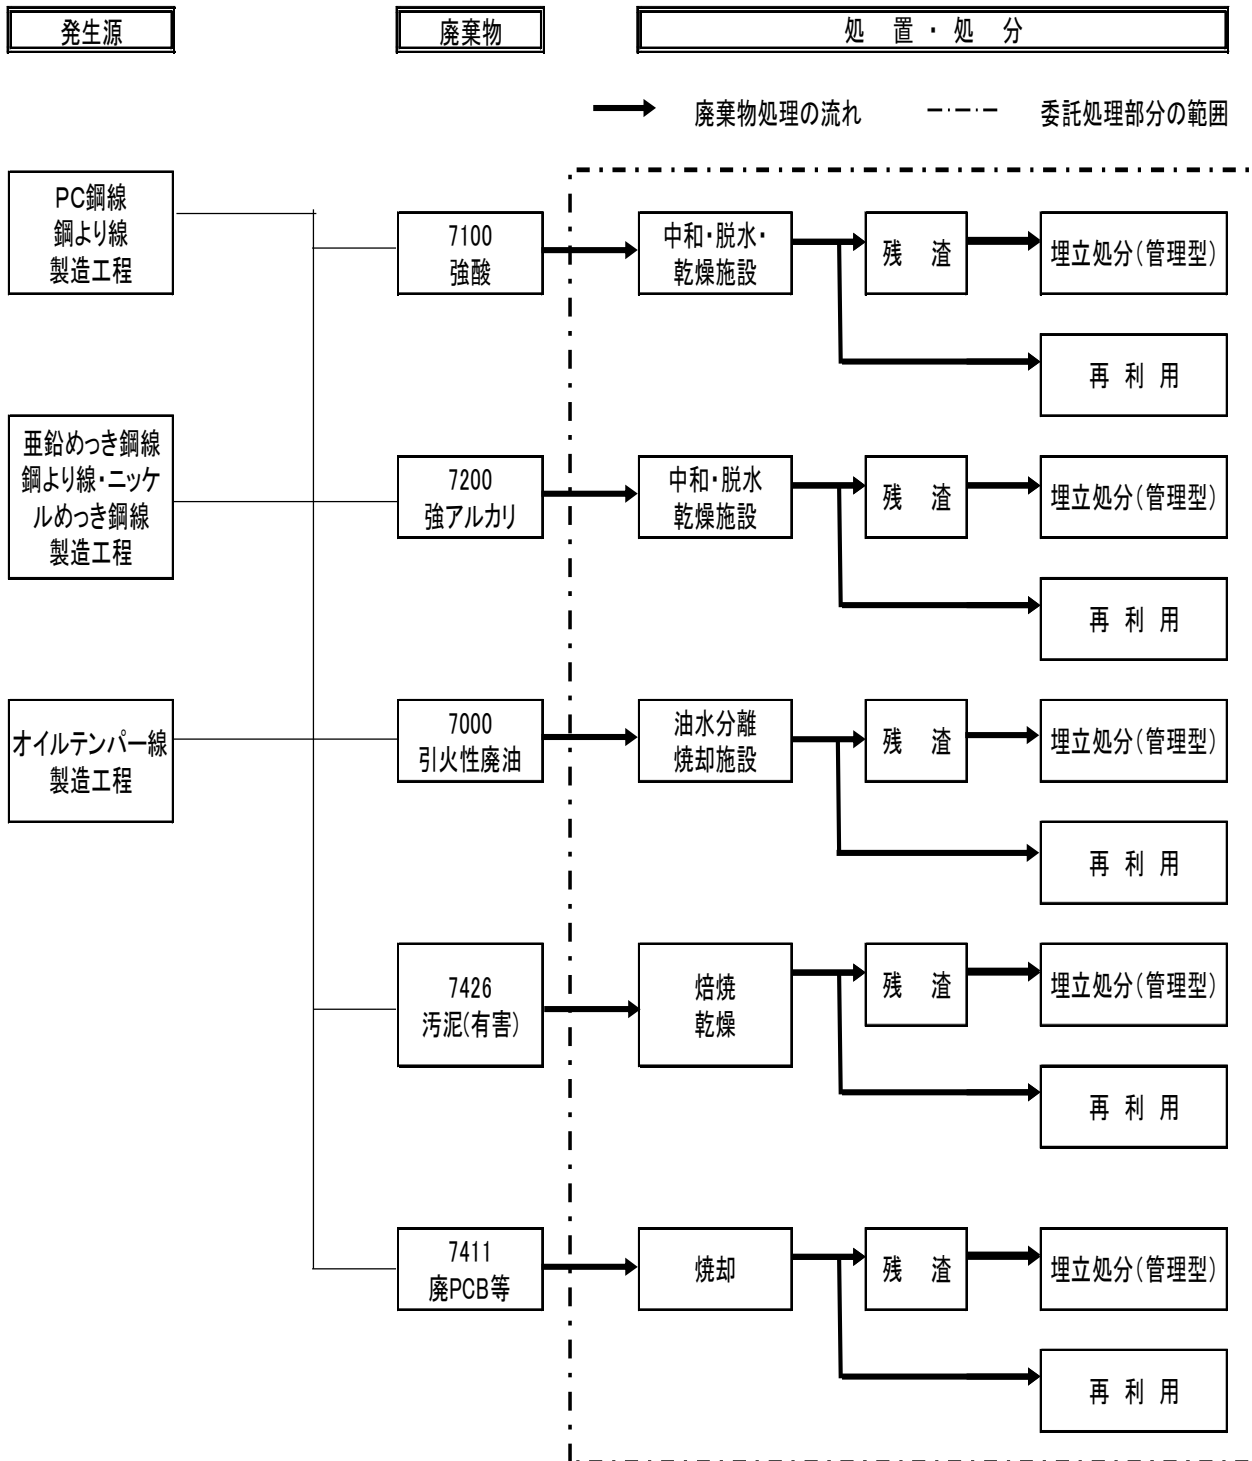 発生源
廃棄物
処 置・処 分
廃棄物処理の流れ
委託処理部分の範囲
PC鋼線
鋼より線
製造工程
7100
強酸
中和・脱水・
乾燥施設
残 渣
埋立処分(管理型)
再 利 用
亜鉛めっき鋼線
鋼より線・ニッケ
ルめっき鋼線
製造工程
7200
強アルカリ
中和・脱水
乾燥施設
残 渣
埋立処分(管理型)
再 利 用
オイルテンパー線
製造工程
7000
引火性廃油
油水分離
焼却施設
残 渣
埋立処分(管理型)
再 利 用
7426
汚泥(有害)
焙焼
乾燥
残 渣
埋立処分(管理型)
再 利 用
7411
廃PCB等
焼却
残 渣
埋立処分(管理型)
再 利 用